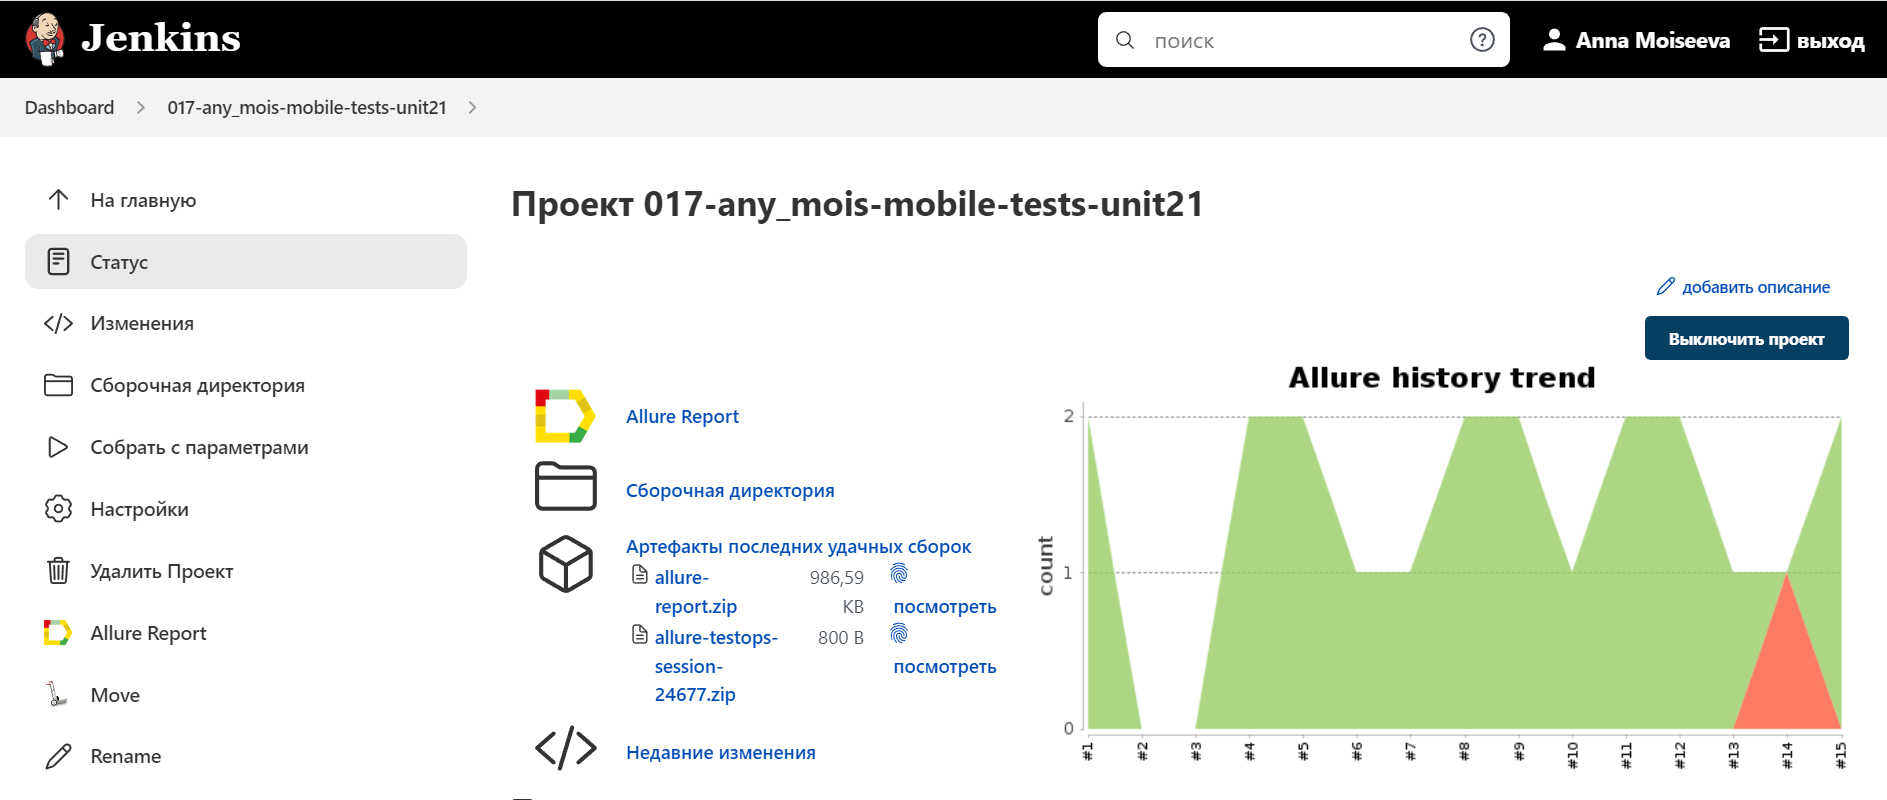 Jenkins
поиск
Anna Moiseeva
выход
Dashboard
017-any_mois-mobile-tests-unit21
На главную
Статус
Изменения
Сборочная директория
Собрать с параметрами
Настройки
Удалить Проект
Allure Report
Move
Rename
Проект 017-any_mois-mobile-tests-unit21
добавить описание
Выключить проект
Allure Report
Сборочная директория
Артефакты последних удачных сборок
allure-
report.zip
986,59
KB
посмотреть
allure-testops-
session-
24677.zip
800 B
посмотреть
Недавние изменения
Allure history trend
count
2
1
0
#1
#2
#3
#4
#5
#6
#7
#8
#9
#10
#11
#12
#13
#14
#15